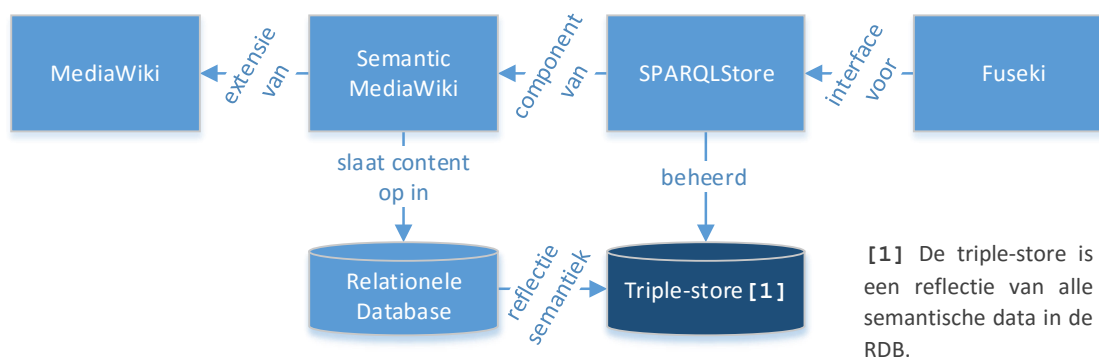 MediaWiki
extensie
van
Semantic
MediaWiki
component
van
SPARQLStore
interface
voor
Fuseki
slaat content
op in
beheerd
Relationele
Database
reflectie
semantiek
Triple-store [1]
[1] De triple-store is
een reflectie van alle
semantische data in de
RDB.